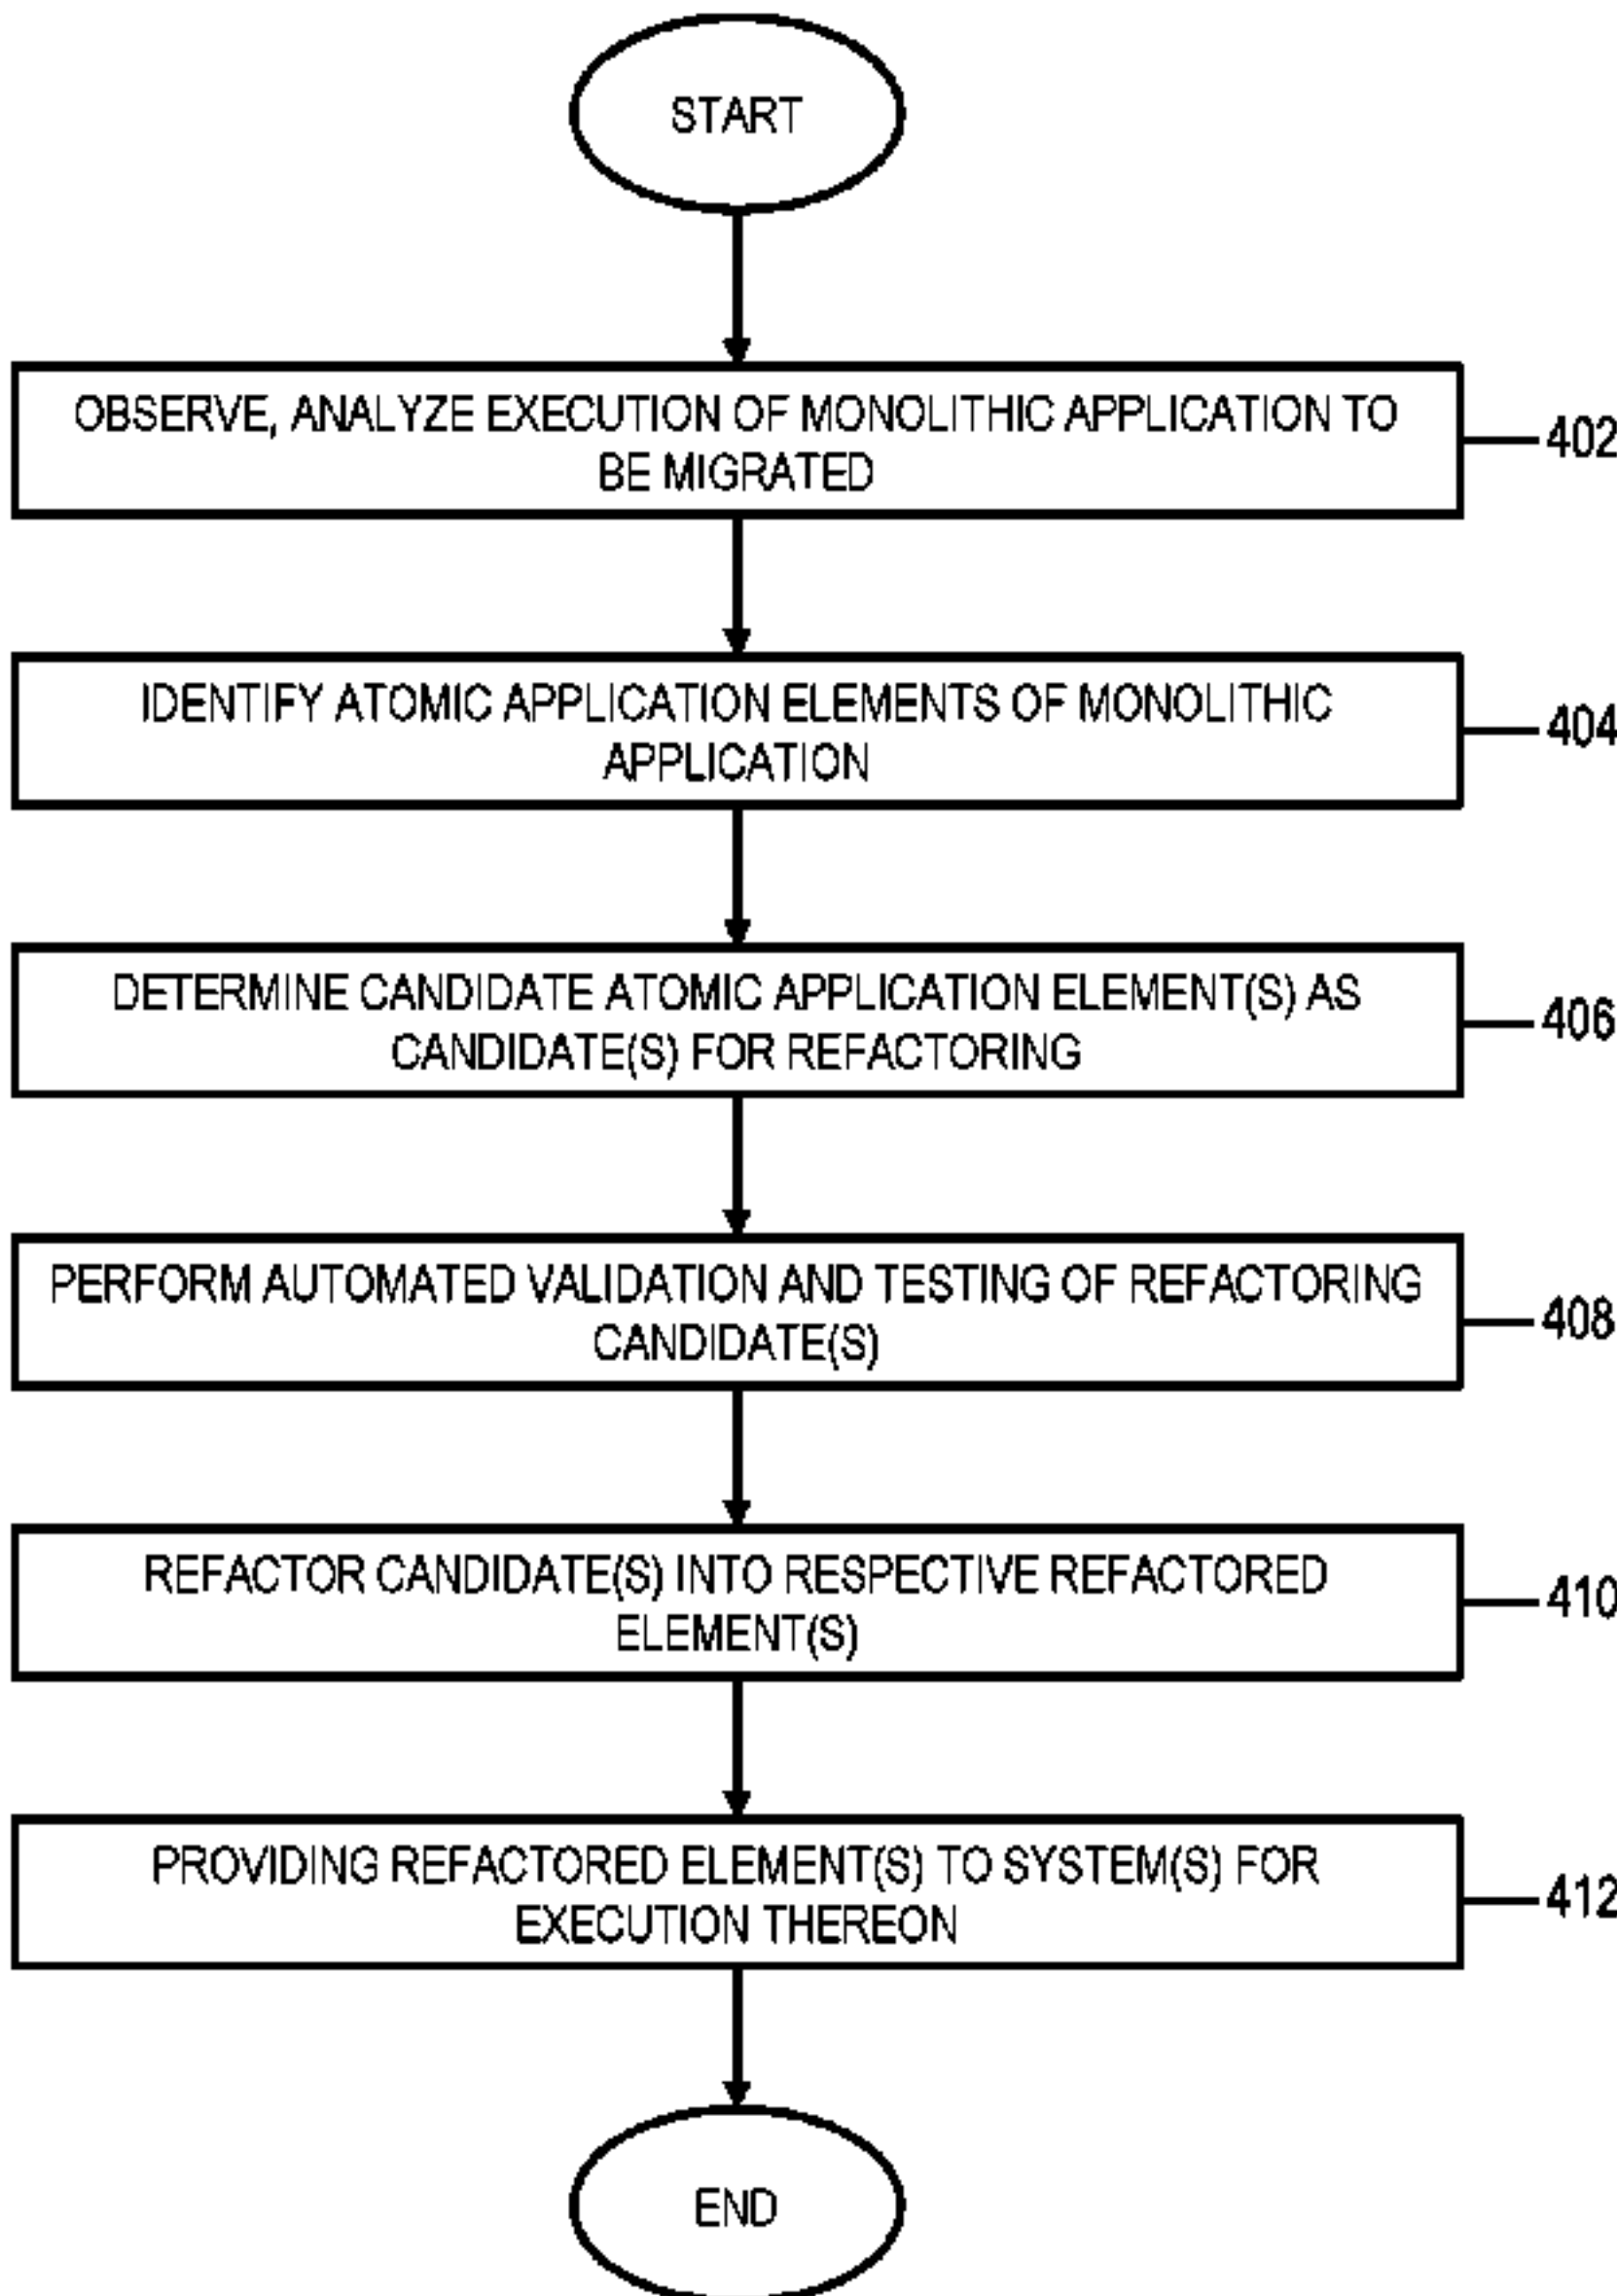 START
OBSERVE, ANALYZE EXECUTION OF MONOLITHIC APPLICATION TO
BE MIGRATED
402
IDENTIFY ATOMIC APPLICATION ELEMENTS OF MONOLITHIC
APPLICATION
404
DETERMINE CANDIDATE ATOMIC APPLICATION ELEMENT(S) AS
CANDIDATE(S) FOR REFACTORING
406
PERFORM AUTOMATED VALIDATION AND TESTING OF REFACTORING
CANDIDATE(S)
408
REFACTOR CANDIDATE(S) INTO RESPECTIVE REFACTORED
ELEMENT(S)
410
PROVIDING REFACTORED ELEMENT(S) TO SYSTEM(S) FOR
EXECUTION THEREON
412
END